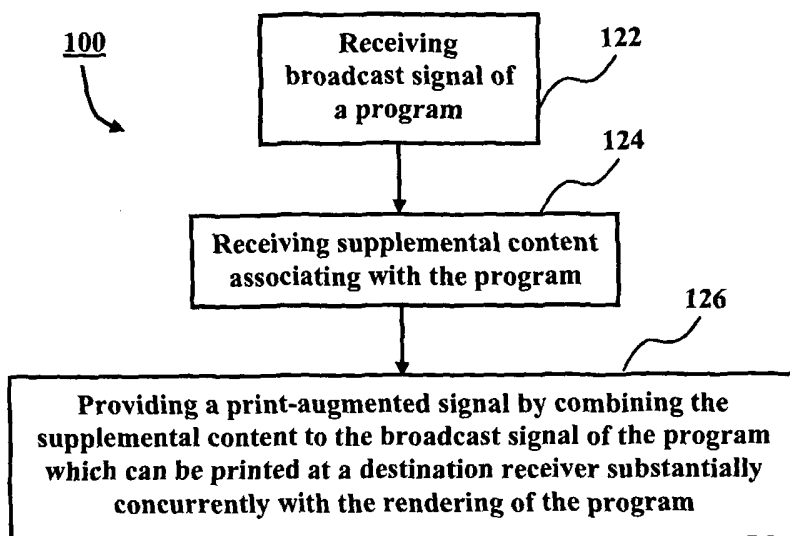 100
Receiving
broadcast signal of
a program
122
124
Receiving supplemental content
associating with the program
126
Providing a print-augmented signal by combining the
supplemental content to the broadcast signal of the program
which can be printed at a destination receiver substantially
concurrently with the rendering of the program